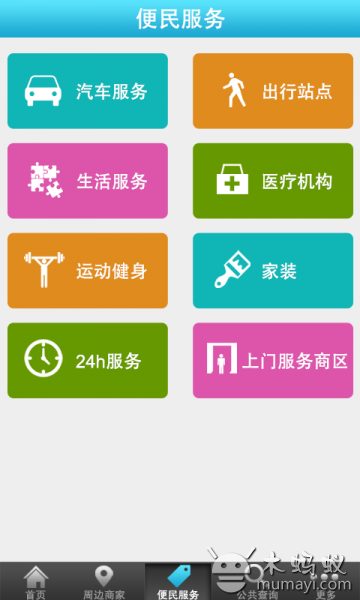 便民服务
汽车服务 出行站点
生活服务 医疗机构
运动健身 家装
24h服务 上门服务商区
木蚂蚁
mumayi.com
首页 周边商家 便民服务 公共查询 更多